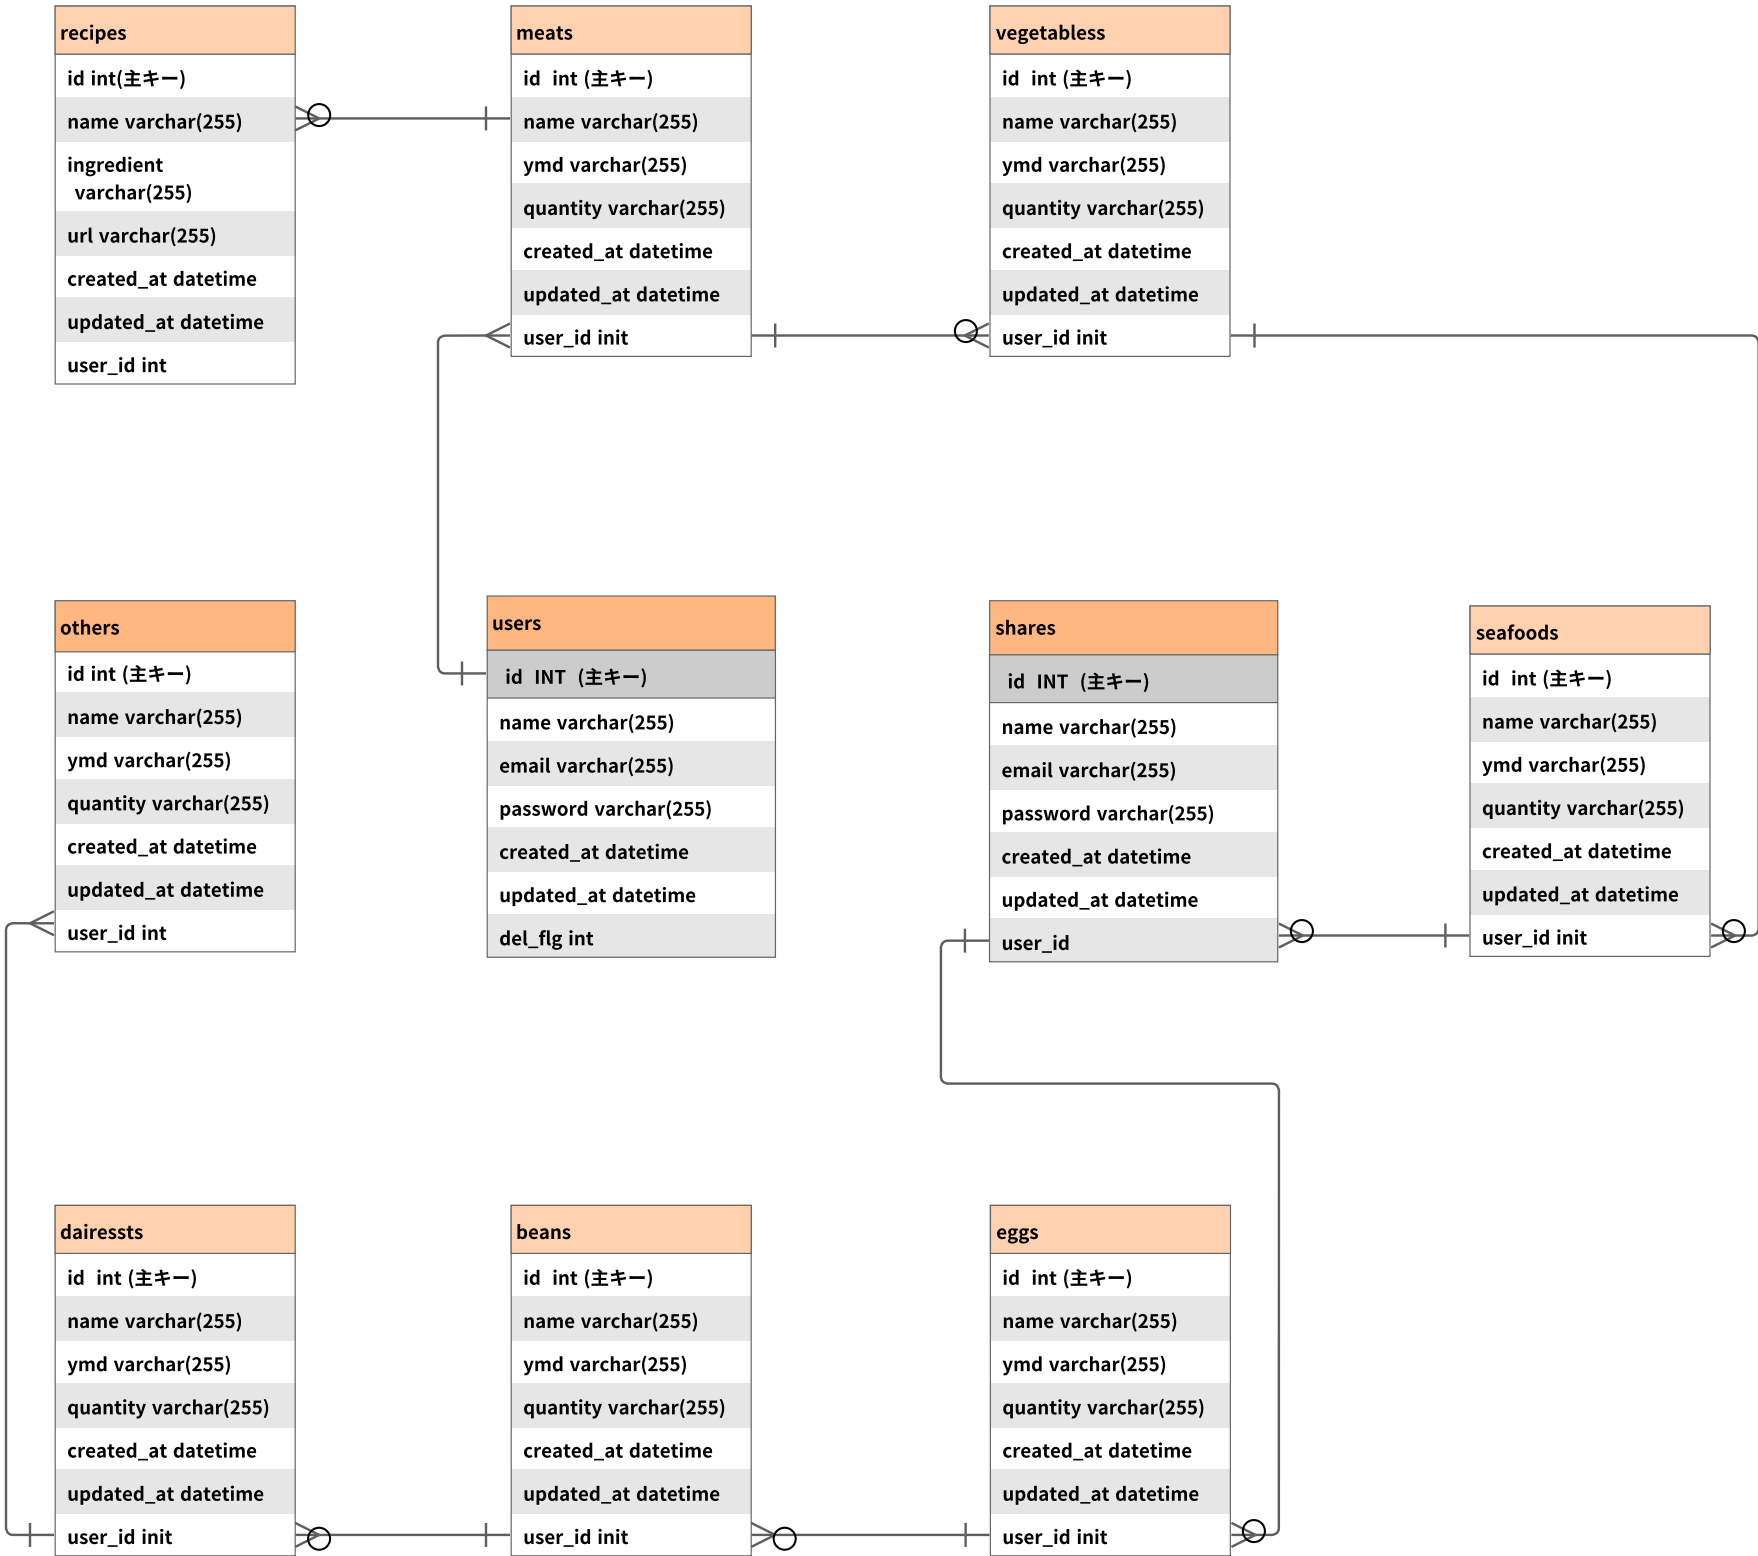 recipes
id int(主キー)
name varchar(255)
ingredient
varchar(255)
url varchar(255)
created_at datetime
updated_at datetime
user_id int
meats
id int (主キー)
name varchar(255)
ymd varchar(255)
quantity varchar(255)
created_at datetime
updated_at datetime
user_id init
vegetabless
id int (主キー)
name varchar(255)
ymd varchar(255)
quantity varchar(255)
created_at datetime
updated_at datetime
user_id init
others
id int (主キー)
name varchar(255)
ymd varchar(255)
quantity varchar(255)
created_at datetime
updated_at datetime
user_id int
users
id INT (主キー)
name varchar(255)
email varchar(255)
password varchar(255)
created_at datetime
updated_at datetime
del_flg int
shares
id INT (主キー)
name varchar(255)
email varchar(255)
password varchar(255)
created_at datetime
updated_at datetime
user_id
seafoods
id int (主キー)
name varchar(255)
ymd varchar(255)
quantity varchar(255)
created_at datetime
updated_at datetime
user_id init
dairessts
id int (主キー)
name varchar(255)
ymd varchar(255)
quantity varchar(255)
created_at datetime
updated_at datetime
user_id init
beans
id int (主キー)
name varchar(255)
ymd varchar(255)
quantity varchar(255)
created_at datetime
updated_at datetime
user_id init
eggs
id int (主キー)
name varchar(255)
ymd varchar(255)
quantity varchar(255)
created_at datetime
updated_at datetime
user_id init